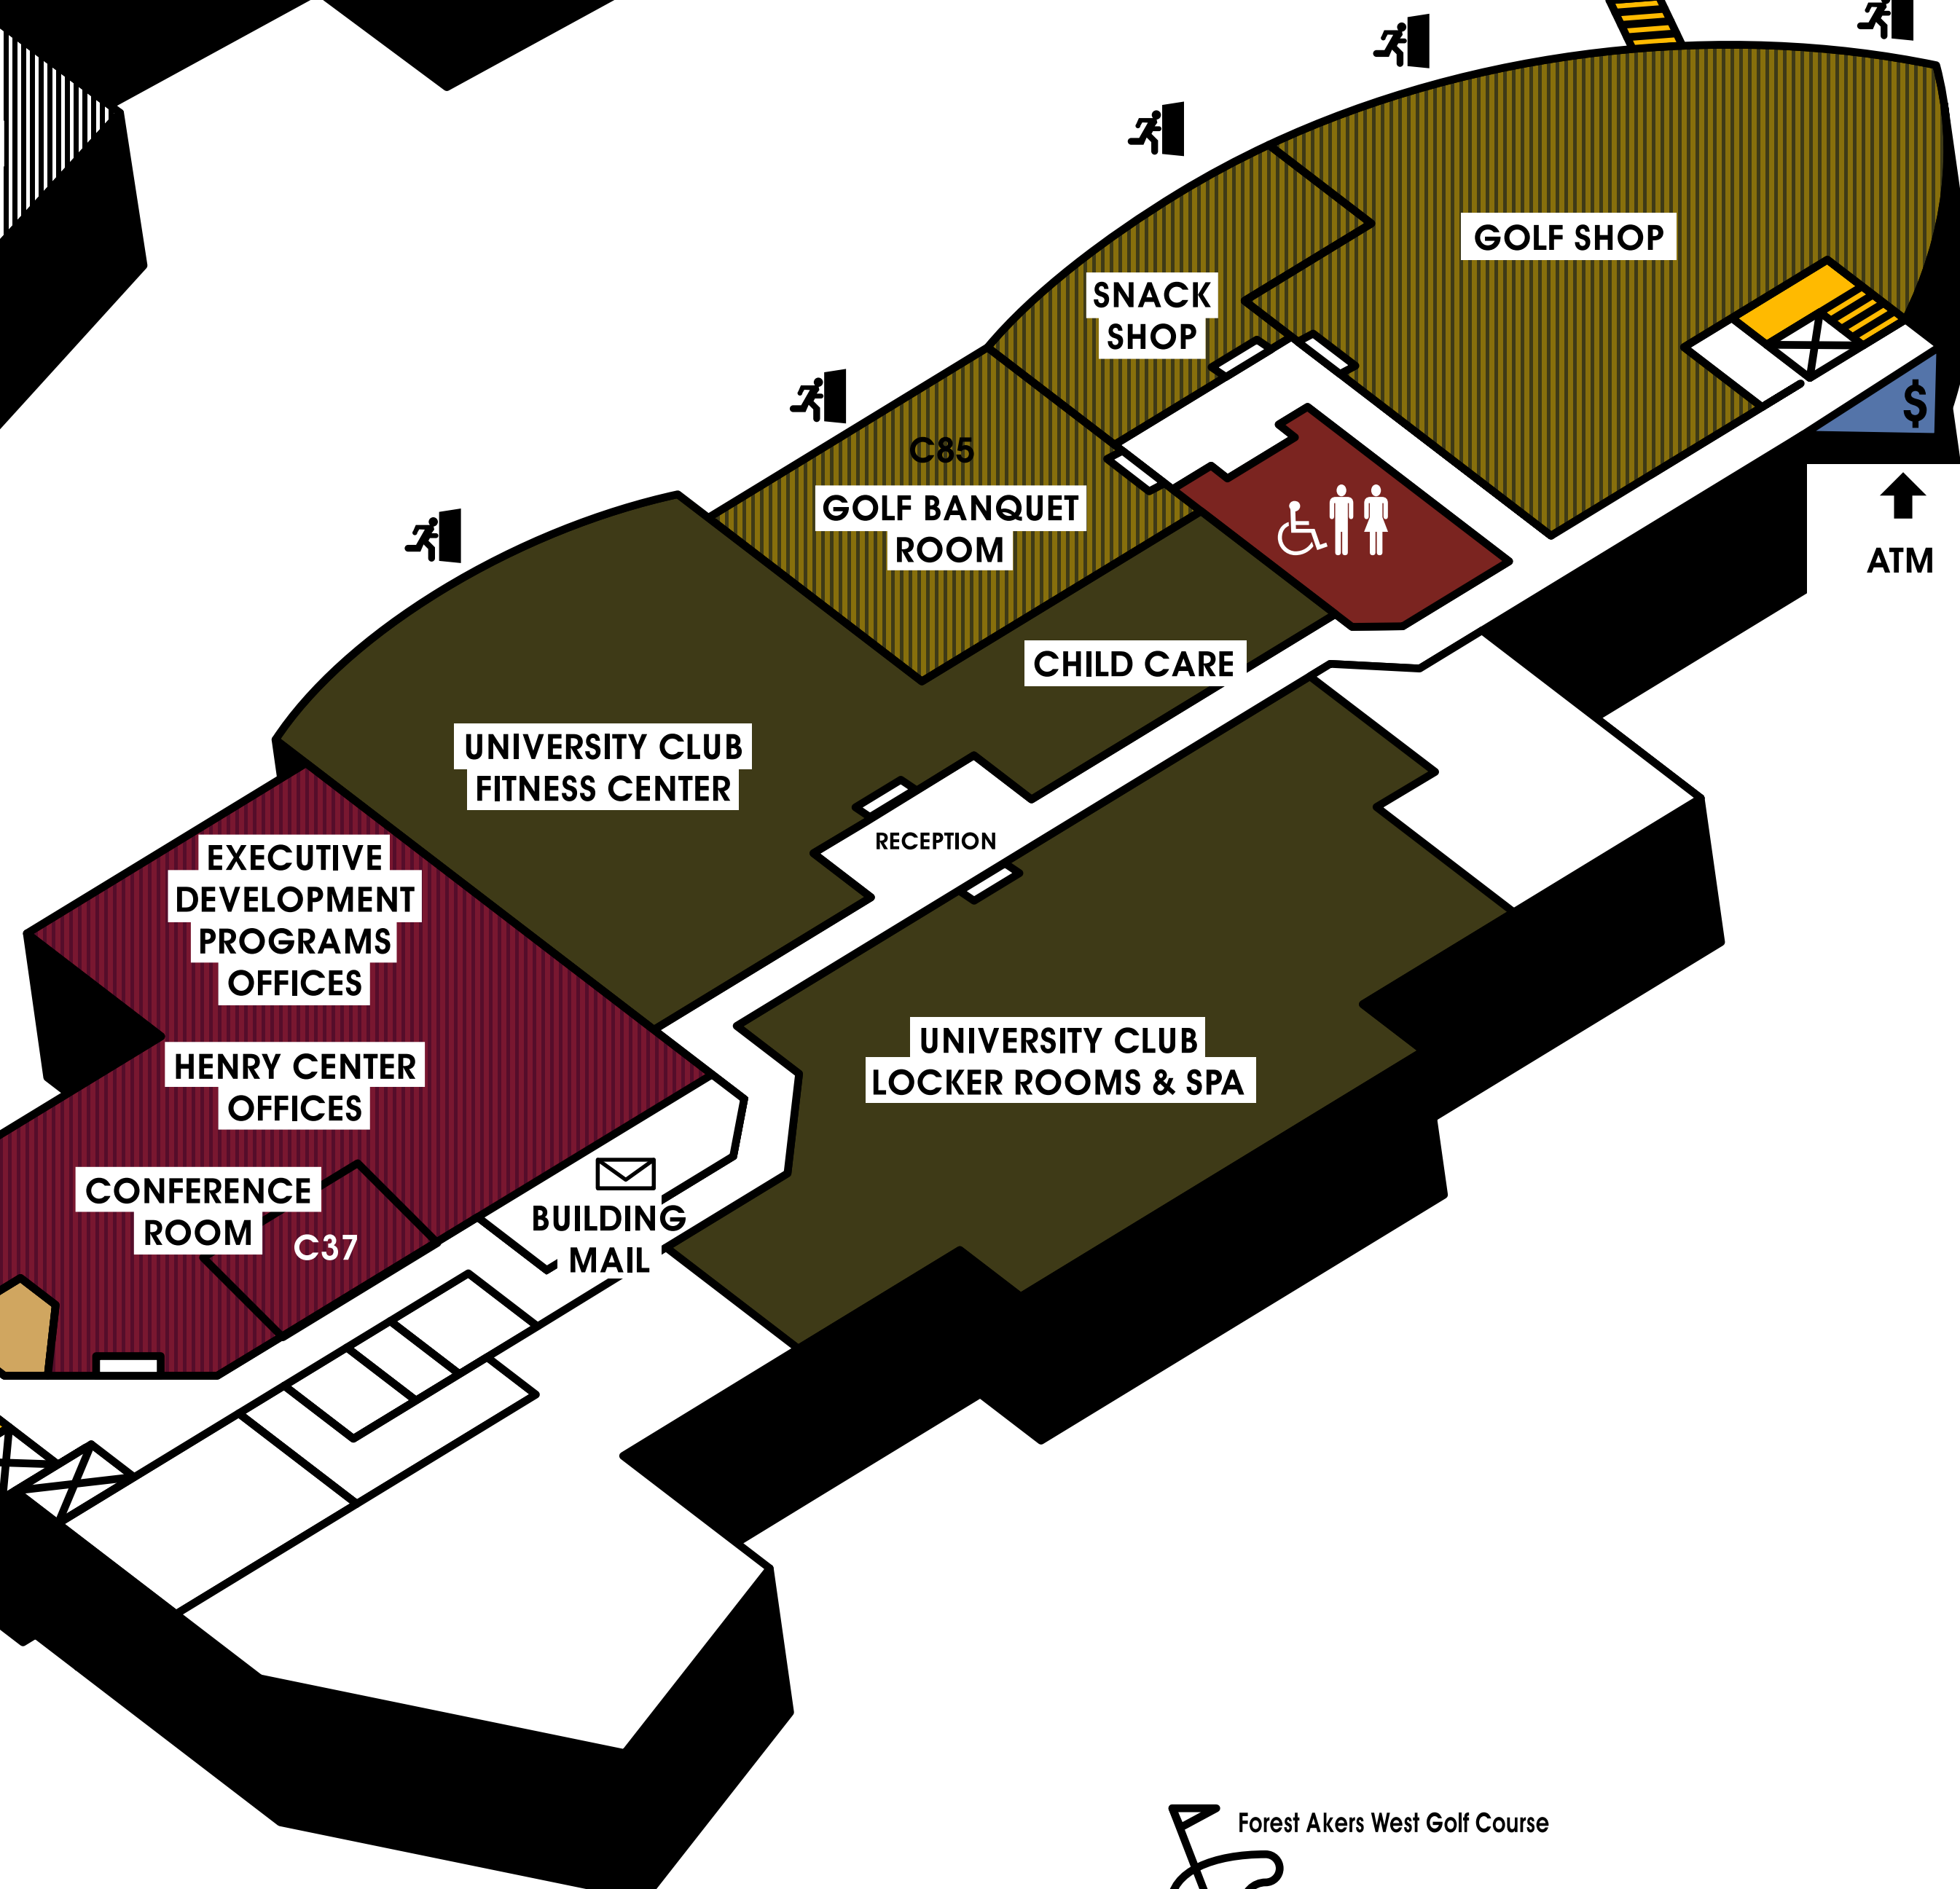 GOLF SHOP
SNACK
SHOP
$
C85
GOLF BANQUET
ROOM
ATM
CHILD CARE
UNIVERSITY CLUB
FITNESS CENTER
RECEPTION
EXECUTIVE
DEVELOPMENT
PROGRAMS
OFFICES
UNIVERSITY CLUB
LOCKER ROOMS & SPA
HENRY CENTER
OFFICES
CONFERENCE
ROOM
C37
BUILDING
MAIL
Forest Akers West Golf Course